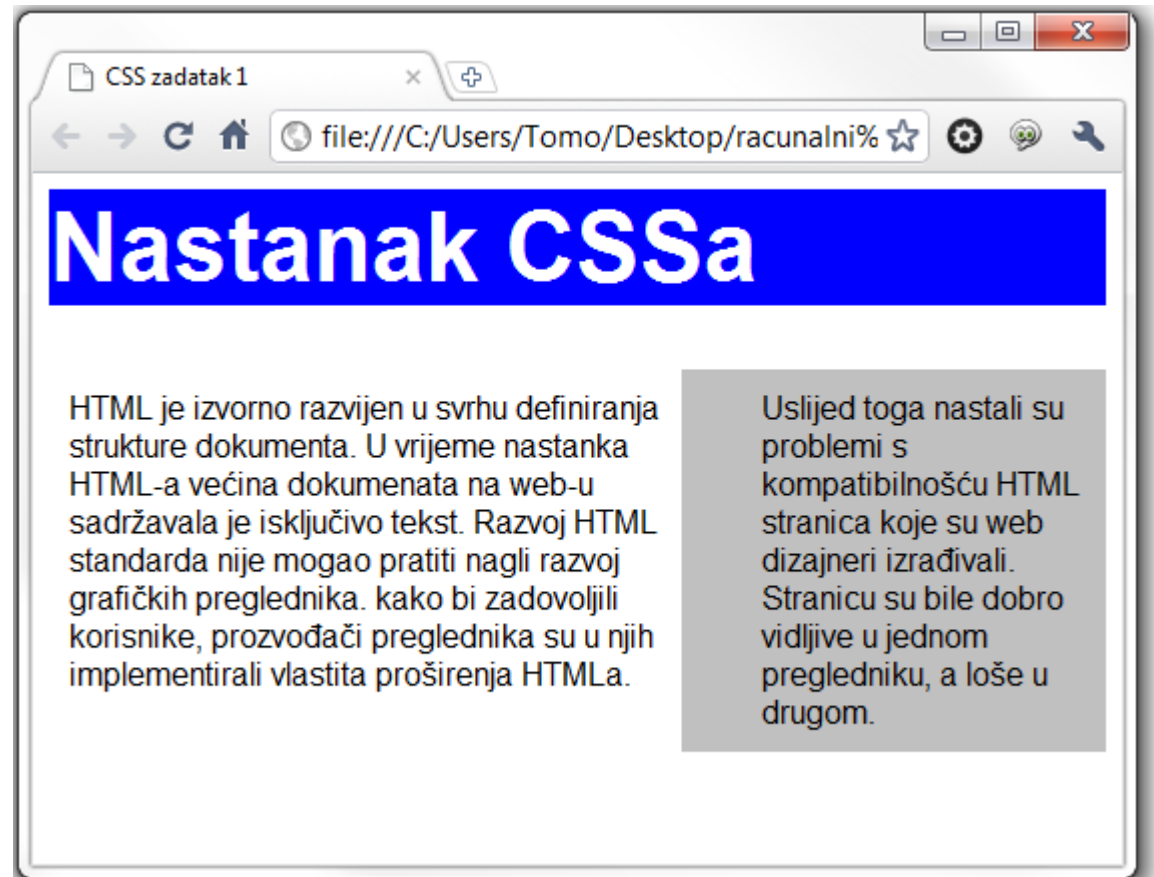 CSS zadatak 1
file:///C:/Users/Tomo/Desktop/racunalni%
Nastanak CSSa
HTML je izvorno razvijen u svrhu definiranja
strukture dokumenta. U vrijeme nastanka
HTML-a većina dokumenata na web-u
sadržavala je isključivo tekst. Razvoj HTML
standarda nije mogao pratiti nagli razvoj
grafičkih preglednika. kako bi zadovoljili
korisnike, prozvođači preglednika su u njih
implementirali vlastita proširenja HTMLa.
Uslijed toga nastali su
problemi s
kompatibilnošću HTML
stranica koje su web
dizajneri izrađivali.
Stranicu su bile dobro
vidljive u jednom
pregledniku, a loše u
drugom.